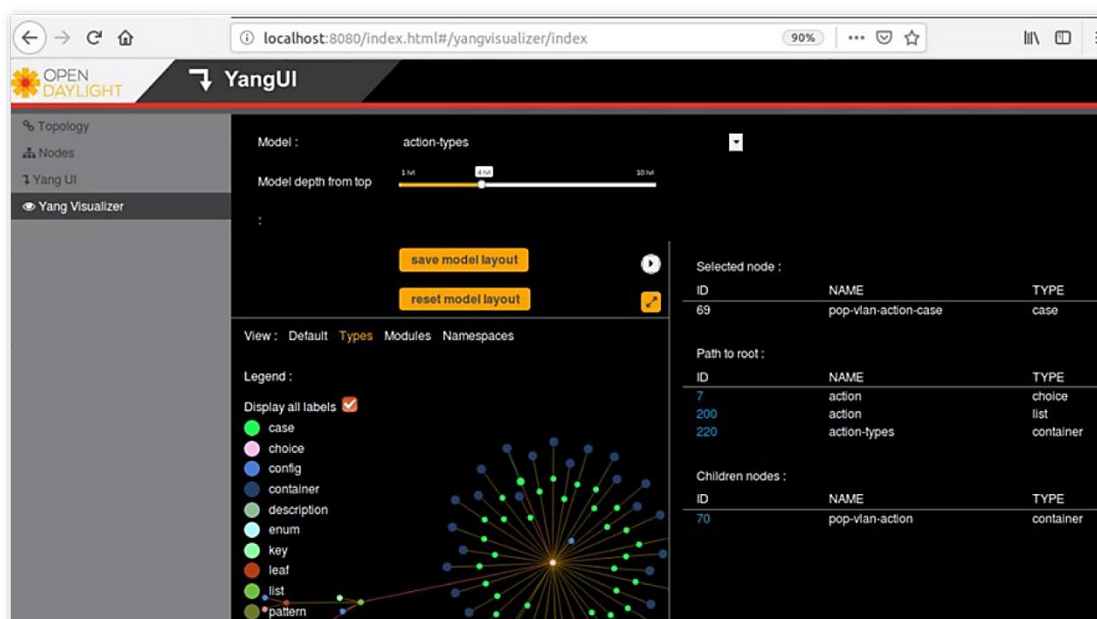 localhost:8080/index.html#/yangvisualizer/index
90%
OPEN
DAYLIGHT
YangUI
Topology
Nodes
Yang UI
Yang Visualizer
Model :
action-types
Model depth from top
1 lvl
4 lvl
10 lvl
:
save model layout
reset model layout
View : Default Types Modules Namespaces
Legend :
Display all labels
case
choice
config
container
description
enum
key
leaf
list
pattern
Selected node :
ID NAME TYPE
69 pop-vlan-action-case case
Path to root :
ID NAME TYPE
7 action choice
200 action list
220 action-types container
Children nodes :
ID NAME TYPE
70 pop-vlan-action container